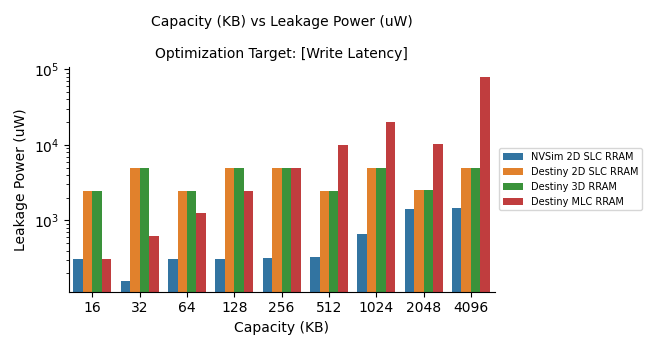 Capacity (KB) vs Leakage Power (uW)
Optimization Target: [Write Latency]
Leakage Power (uW)
10^5
10^4
10^3
16 32 64 128 256 512 1024 2048 4096
Capacity (KB)
NVSim 2D SLC RRAM
Destiny 2D SLC RRAM
Destiny 3D RRAM
Destiny MLC RRAM